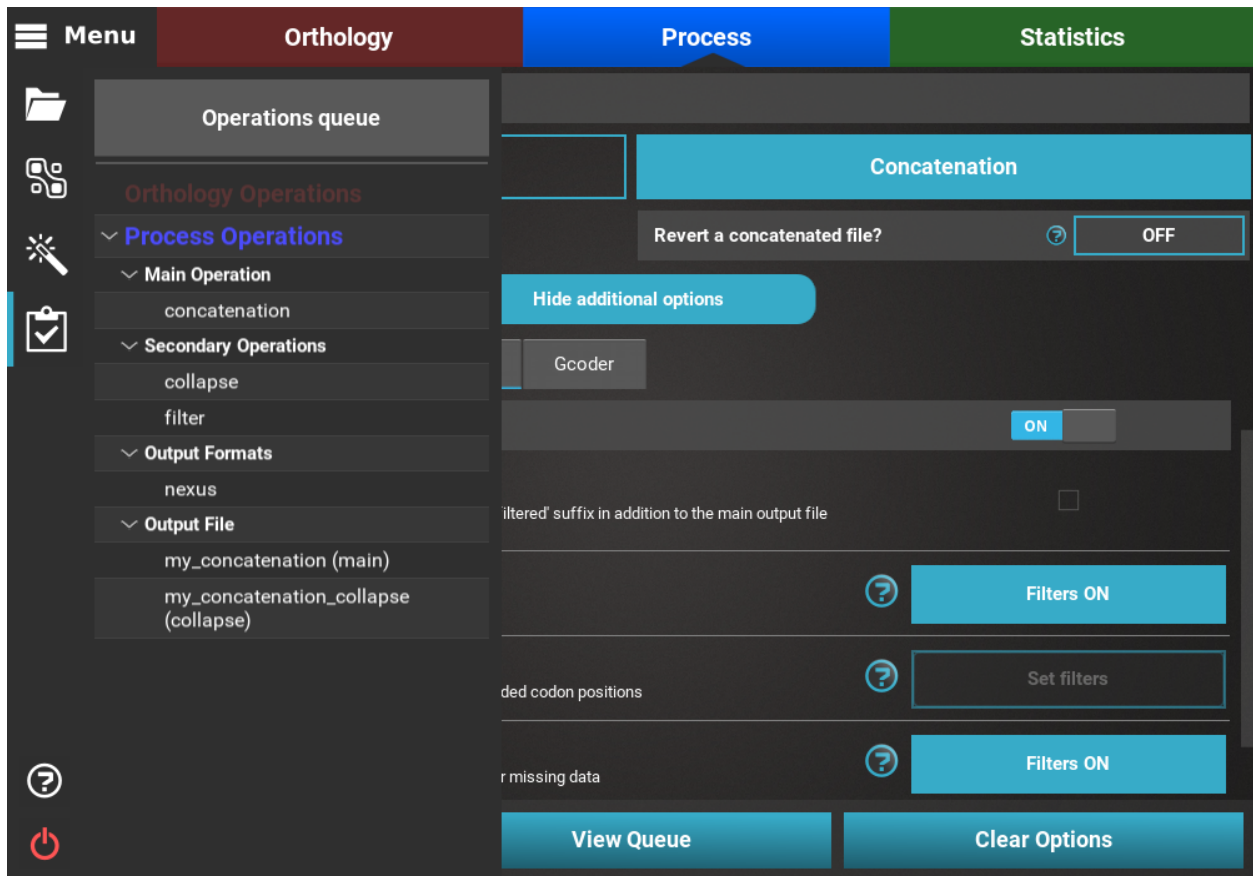 Menu
Orthology
Process
Statistics
Operations queue
Concatenation
Orthology Operations
Process Operations
Revert a concatenated file?
?
OFF
Main Operation
concatenation
Hide additional options
Secondary Operations
collapse
Gcoder
filter
ON
Output Formats
nexus
iltered' suffix in addition to the main output file
Output File
my_concatenation (main)
my_concatenation_collapse
(collapse)
?
Filters ON
ded codon positions
?
Set filters
r missing data
?
Filters ON
?
View Queue
Clear Options